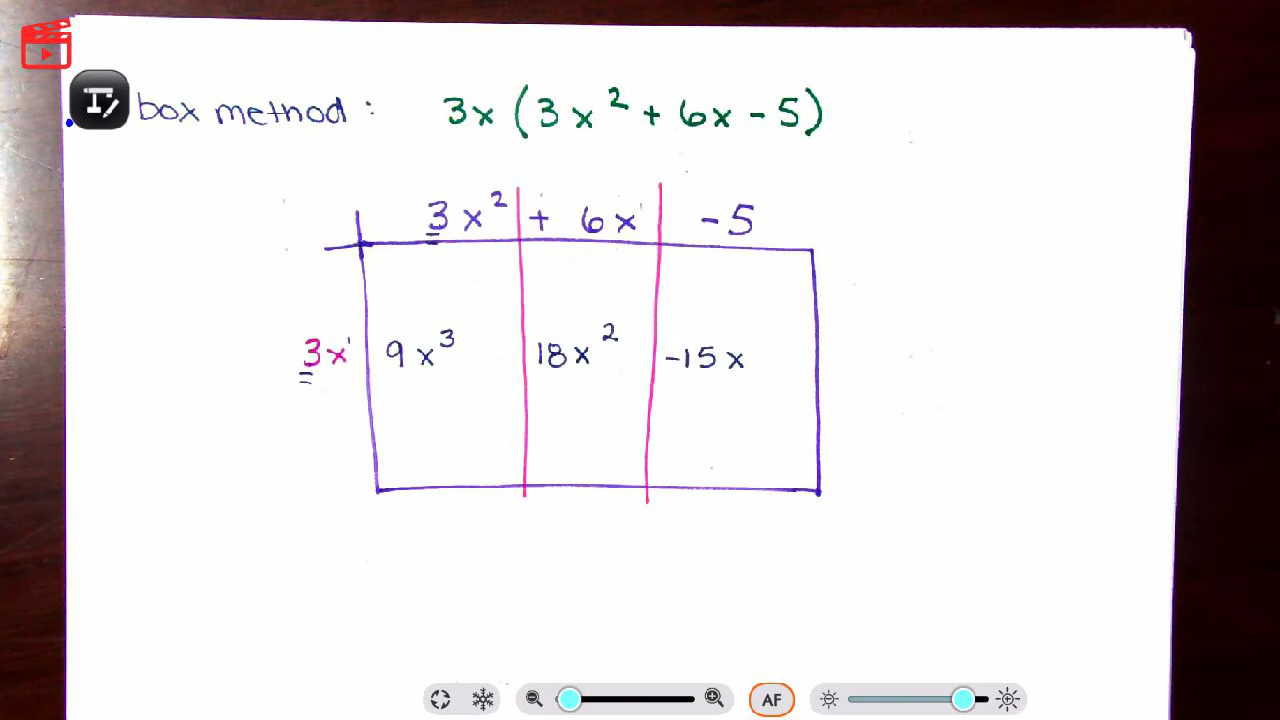 box method : 3x (3x² + 6x - 5)
3x² + 6x' - 5
3x' 9x³ 18x² -15x
AF